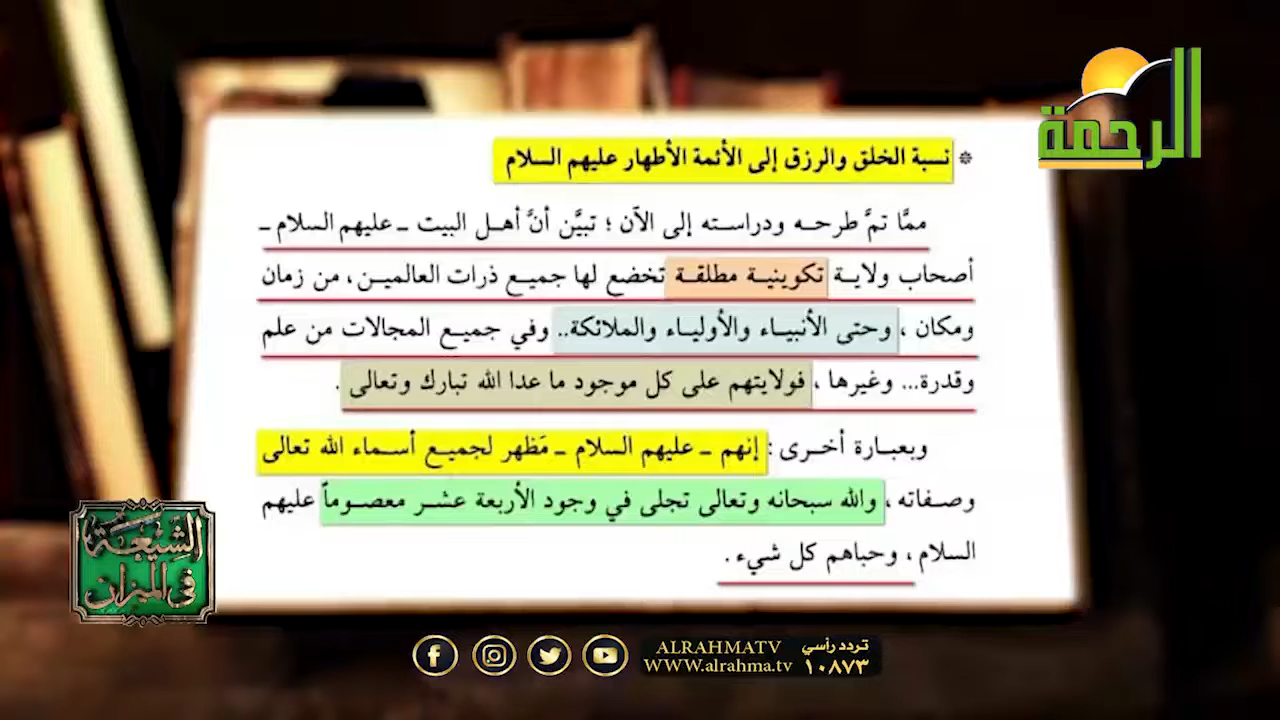 الرحمة
* نسبة الخلق والرزق إلى الأئمة الأطهار عليهم السلام
ممَّا تمَّ طرحه ودراسته إلى الآن ؛ تبيَّن أنَّ أهل البيت ـ عليهم السلام ـ
أصحاب ولاية تكوينية مطلقة تخضع لها جميع ذرات العالمين ، من زمان
ومكان ، وحتى الأنبياء والأولياء والملائكة.. وفي جميع المجالات من علم
وقدرة... وغيرها ، فولايتهم على كل موجود ما عدا الله تبارك وتعالى .
وبعبارة أخرى : إنهم ـ عليهم السلام ـ مَظهر لجميع أسماء الله تعالى
وصفاته ، والله سبحانه وتعالى تجلى في وجود الأربعة عشر معصوماً عليهم
السلام ، وحباهم كل شيء .
الشِّيعَة
في الميزان
ALRAHMATV
WWW.alrahma.tv
تردد رأسي
١٠٨٧٣